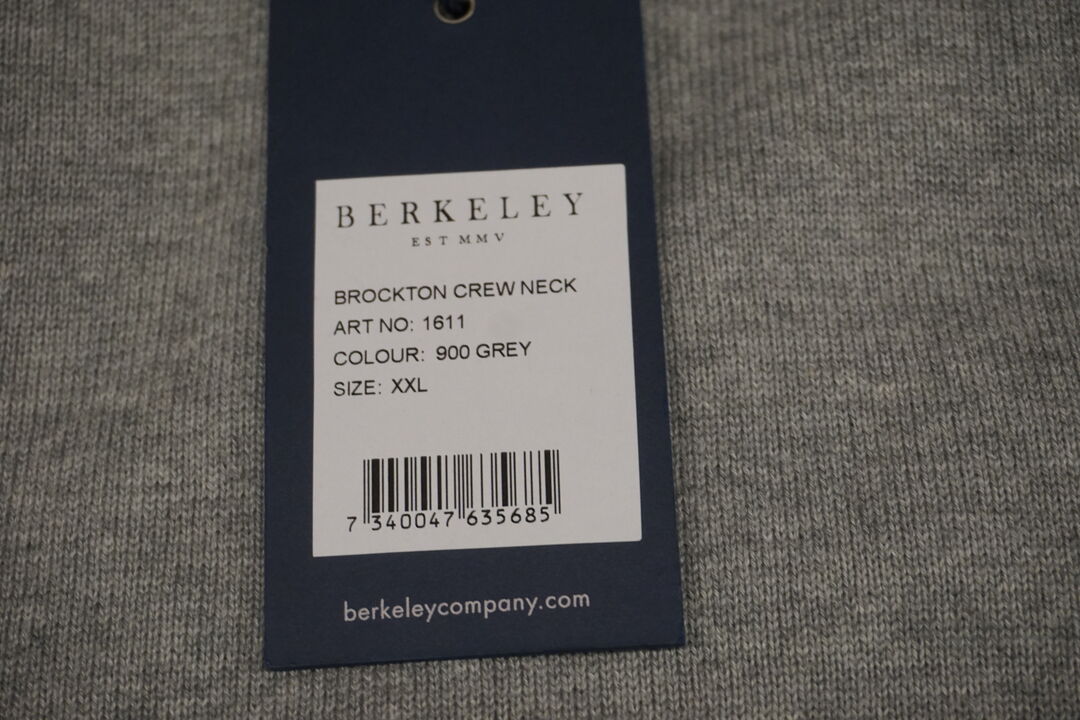 BERKELEY
EST MMV
BROCKTON CREW NECK
ART NO: 1611
COLOUR: 900 GREY
SIZE: XXL
7 340047 635685
berkeleycompany.com